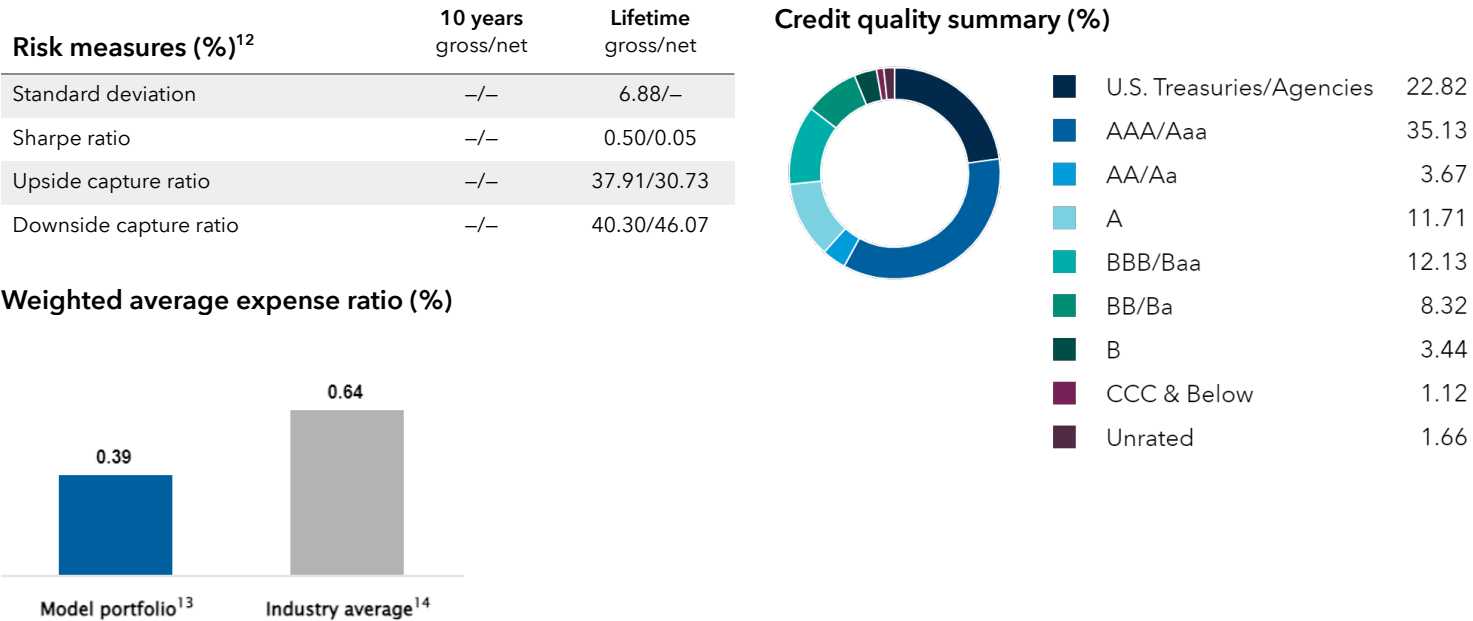 Risk measures (%)12 10 years gross/net Lifetime gross/net
Standard deviation –/– 6.88/–
Sharpe ratio –/– 0.50/0.05
Upside capture ratio –/– 37.91/30.73
Downside capture ratio –/– 40.30/46.07
Weighted average expense ratio (%)
0.39
0.64
Model portfolio13
Industry average14
Credit quality summary (%)
U.S. Treasuries/Agencies 22.82
AAA/Aaa 35.13
AA/Aa 3.67
A 11.71
BBB/Baa 12.13
BB/Ba 8.32
B 3.44
CCC & Below 1.12
Unrated 1.66